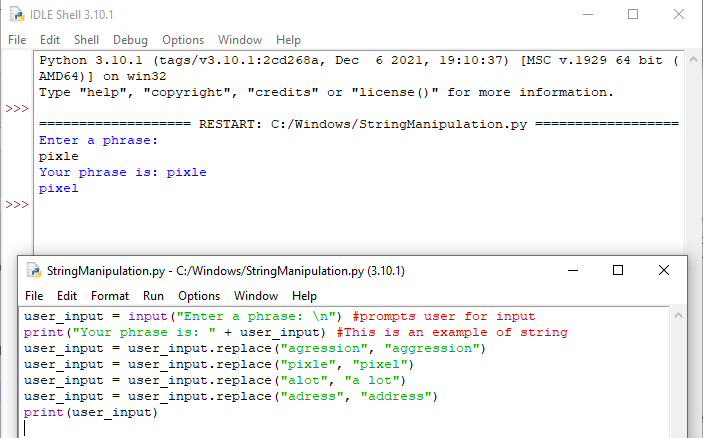 IDLE Shell 3.10.1
File Edit Shell Debug Options Window Help
Python 3.10.1 (tags/v3.10.1:2cd268a, Dec  6 2021, 19:10:37) [MSC v.1929 64 bit (
AMD64)] on win32
Type "help", "copyright", "credits" or "license()" for more information.
>>>
=================== RESTART: C:/Windows/StringManipulation.py ==================
Enter a phrase:
pixle
Your phrase is: pixle
pixel
>>>
StringManipulation.py - C:/Windows/StringManipulation.py (3.10.1)
File Edit Format Run Options Window Help
user_input = input("Enter a phrase: \n") #prompts user for input
print("Your phrase is: " + user_input) #This is an example of string
user_input = user_input.replace("agression", "aggression")
user_input = user_input.replace("pixle", "pixel")
user_input = user_input.replace("alot", "a lot")
user_input = user_input.replace("adress", "address")
print(user_input)